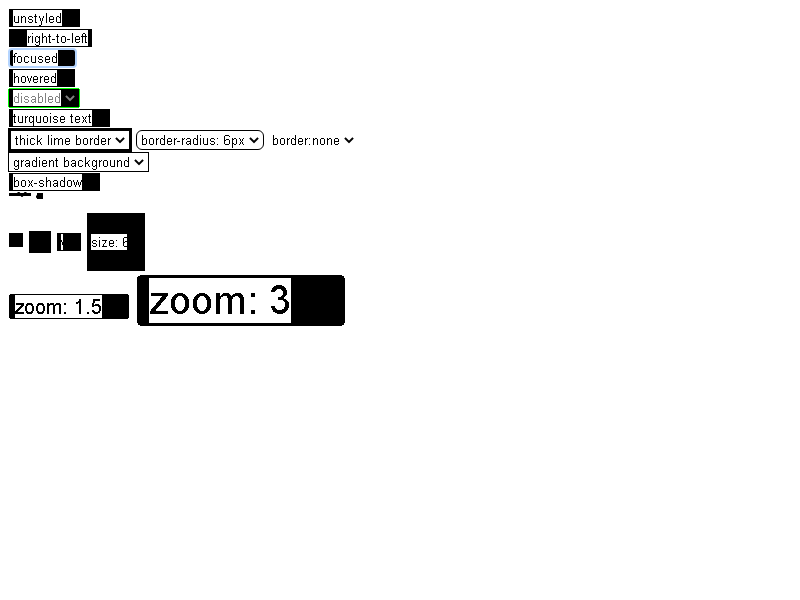 unstyled
right-to-left
focused
hovered
disabled
turquoise text
thick lime border border-radius: 6px border:none
gradient background
box-shadow
size:
zoom: 1.5 zoom: 3